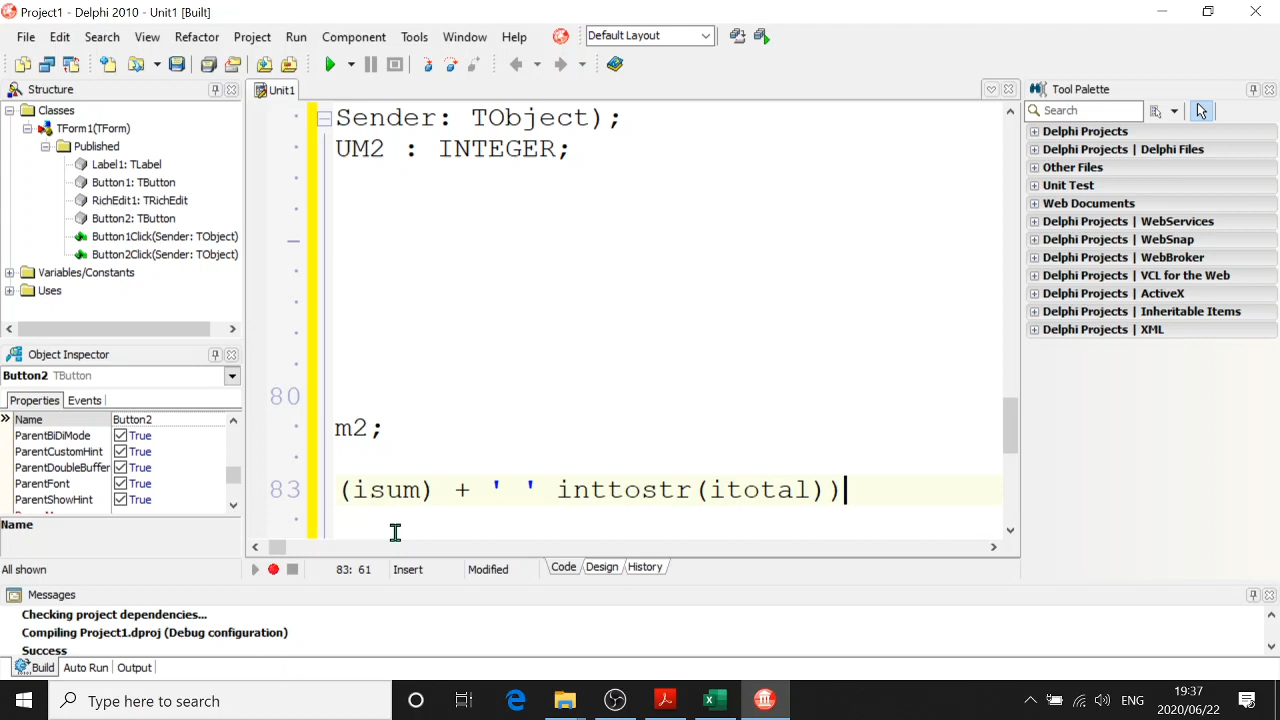 Project1 - Delphi 2010 - Unit1 [Built]
File Edit Search View Refactor Project Run Component Tools Window Help Default Layout
Structure
Classes
TForm1(TForm)
Published
Label1: TLabel
Button1: TButton
RichEdit1: TRichEdit
Button2: TButton
Button1Click(Sender: TObject)
Button2Click(Sender: TObject)
Variables/Constants
Uses
Object Inspector
Button2 TButton
Properties Events
Name Button2
ParentBiDiMode True
ParentCustomHint True
ParentDoubleBuffer True
ParentFont True
ParentShowHint True
Name
All shown
Unit1
Sender: TObject);
UM2 : INTEGER;
80
m2;
83 (isum) + ' ' inttostr(itotal))
83: 61 Insert Modified Code Design History
Tool Palette
Search
Delphi Projects
Delphi Projects | Delphi Files
Other Files
Unit Test
Web Documents
Delphi Projects | WebServices
Delphi Projects | WebSnap
Delphi Projects | WebBroker
Delphi Projects | VCL for the Web
Delphi Projects | ActiveX
Delphi Projects | Inheritable Items
Delphi Projects | XML
Messages
Checking project dependencies...
Compiling Project1.dproj (Debug configuration)
Success
Build Auto Run Output
Type here to search
ENG
19:37
2020/06/22